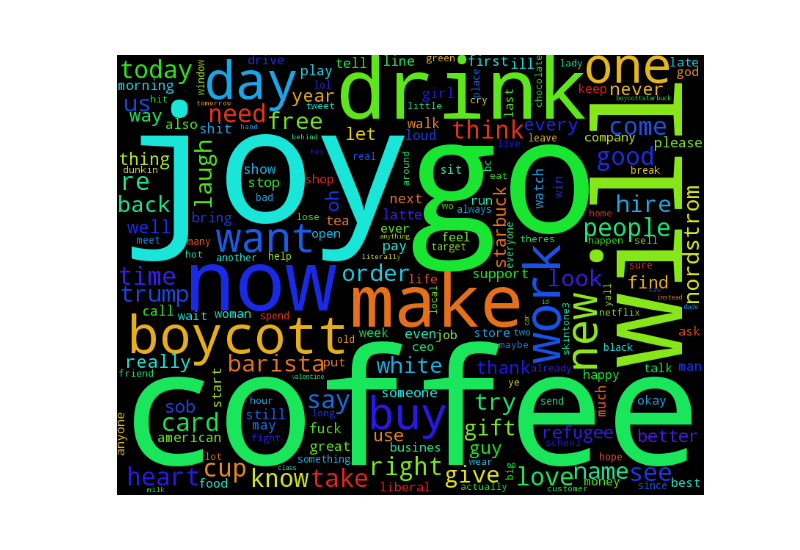 today
morning
us hit
way
also
window
drive
lol
tomorrow
shit
tweet
hand
behind
day
need
year
free
play
tell
line
let
loud
drink
green
girl
little
walk
cry
place
first
ill
think
last
every
chocolate
lady
one
keep
never
late
god
boycottstarbuck
come
company
please
leave
live
good
break
will
joy
go
thing
dunkin
re
back
laugh
show
stop
bad
real
shop
sit
bc
eat
around
always
run
watch
win
hire
people
home
nordstrom
well
bring
meet
many
hot
another
lose
oh
tea
open
want
next
latte
ever
pay
feel
target
starbuck
everyone
theres
happen
sell
time
trump
call
now
help
literally
anything
order
life
local
support
work
look
find
sure
yall
instead
dude
netflix
ask
wait
woman
spend
make
skintone3
new
boycott
old
week
even
job
store
two
maybe
car
black
talk
man
really
friend
start
barista
put
valentine
ceo
white
someone
thank
already
ye
happy
much
coffee
sob
card
american
hour
still
may
fight
say
long
fuck
great
buy
use
try
gift
guy
send
okay
refugee
school
better
anyone
heart
milk
lot
food
cup
class
know
something
take
busines
right
liberal
wear
give
actually
big
love
customer
name
hope
money
see
since
best